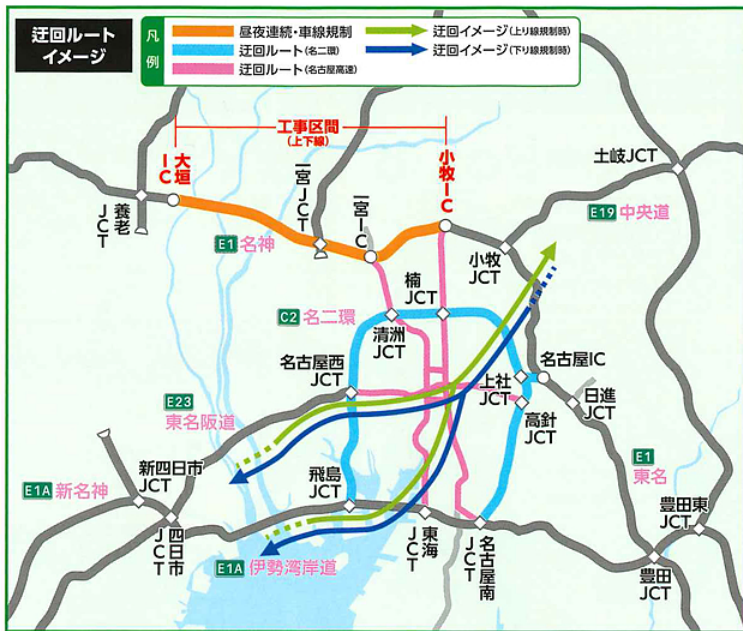 迂回ルート
イメージ
凡例
昼夜連続・車線規制
迂回ルート(名二環)
迂回ルート(名古屋高速)
迂回イメージ(上り線規制時)
迂回イメージ(下り線規制時)
工事区間
(上下線)
大垣IC
小牧IC
養老JCT
一宮JCT
一宮IC
土岐JCT
E19 中央道
E1 名神
小牧JCT
楠JCT
C2 名二環
清洲JCT
名古屋西JCT
上社JCT
名古屋IC
日進JCT
高針JCT
E23
東名阪道
E1
東名
新四日市JCT
E1A 新名神
飛島JCT
四日市JCT
東海JCT
名古屋南JCT
豊田東JCT
豊田JCT
E1A 伊勢湾岸道